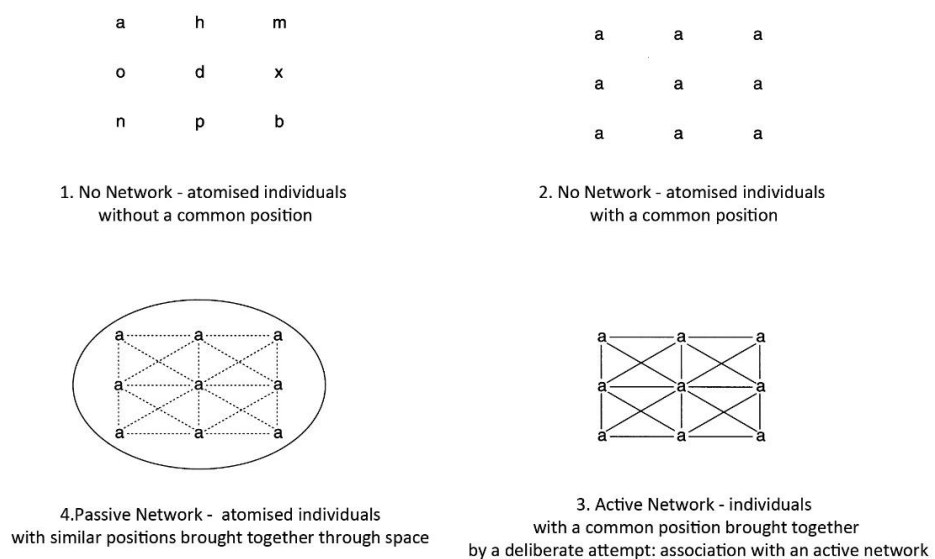 a h m
o d x
n p b
1. No Network - atomised individuals
without a common position
a a a
a a a
a a a
2. No Network - atomised individuals
with a common position
a a a
a a a
a a a
4.Passive Network - atomised individuals
with similar positions brought together through space
a a a
a a a
a a a
3. Active Network - individuals
with a common position brought together
by a deliberate attempt: association with an active network